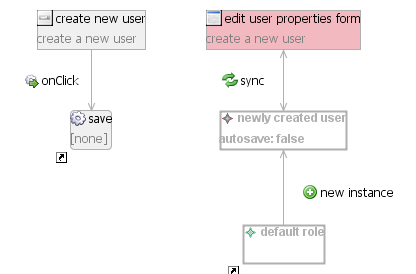 create new user
create a new user
onClick
save
[none]
edit user properties form
create a new user
sync
newly created user
autosave: false
new instance
default role